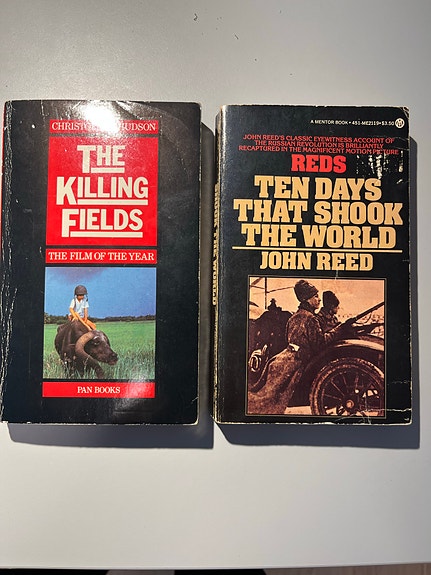 CHRISTOPHER HUDSON
THE
KILLING
FIELDS
THE FILM OF THE YEAR
PAN BOOKS
A MENTOR BOOK • 451-ME2119 • $3.50
JOHN REED'S CLASSIC EYEWITNESS ACCOUNT OF
THE RUSSIAN REVOLUTION IS BRILLIANTLY
RECAPTURED IN THE MAGNIFICENT MOTION PICTURE
REDS
TEN DAYS
THAT SHOOK
THE WORLD
JOHN REED